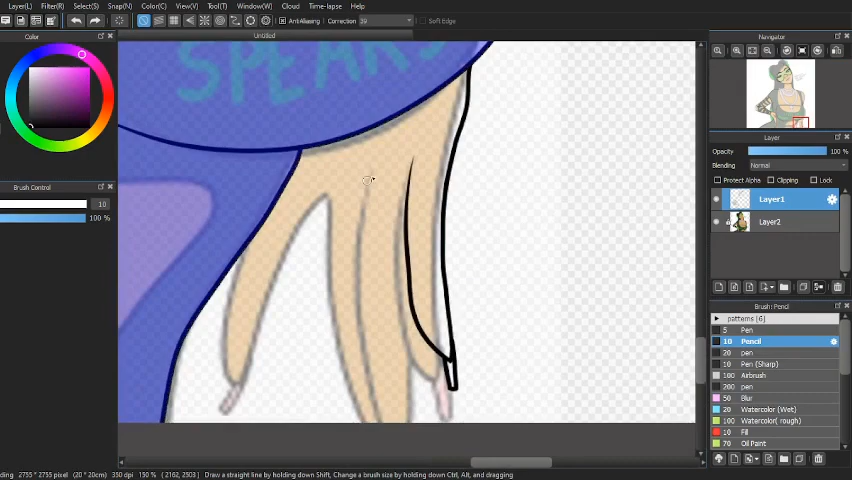 Layer(L) Filter(R) Select(S) Snap(N) Color(C) View(V) Tool(T) Window(W) Cloud Time-lapse Help
AntiAliasing Correction 39 Soft Edge
Untitled
Color
Navigator
SPEARS
Layer
Opacity 100 %
Blending Normal
Protect Alpha Clipping Lock
Brush Control
10
100 %
Layer1
Layer2
Brush: Pencil
patterns (6)
5 Pen
10 Pencil
20 pen
10 Pen (Sharp)
100 Airbrush
200 pen
50 Blur
20 Watercolor (Wet)
100 Watercolor( rough)
10 Fill
70 Oil Paint
2755 * 2755 pixel (20 * 20cm) 350 dpi 150 % ( 2162, 2503 ) Draw a straight line by holding down Shift, Change a brush size by holding down Ctrl, Alt, and dragging